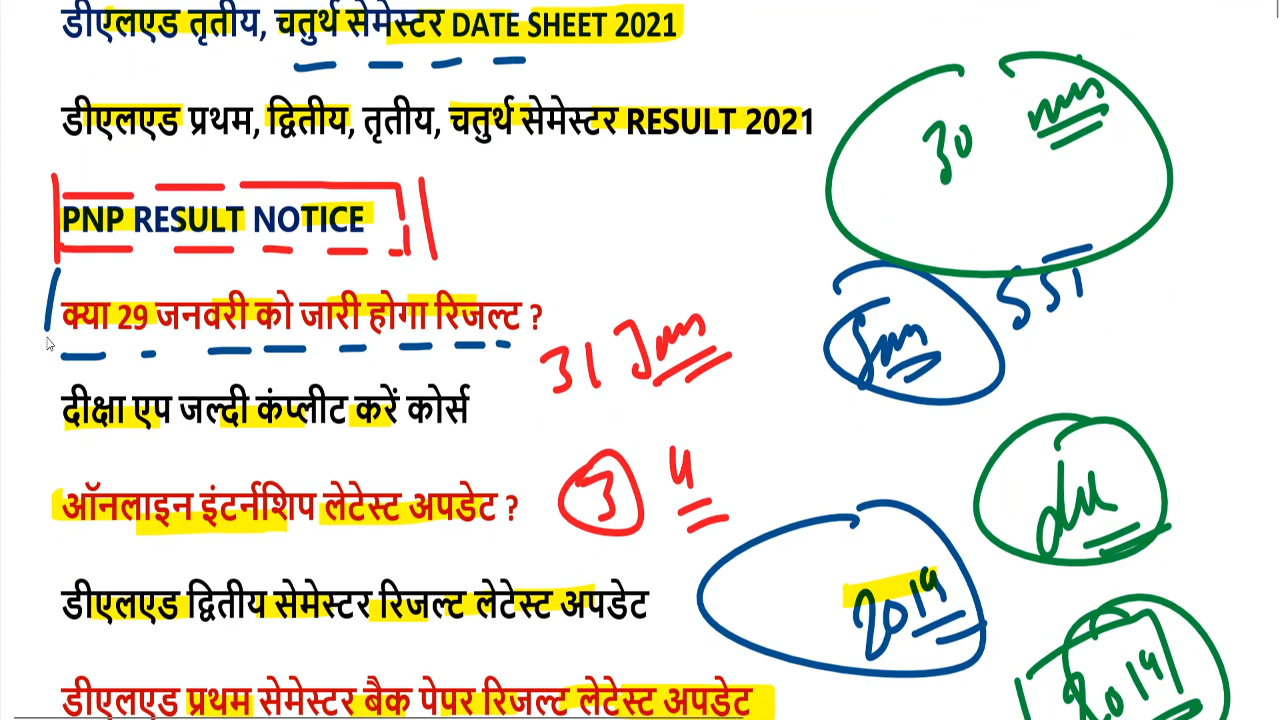 डीएलएड तृतीय, चतुर्थ सेमेस्टर DATE SHEET 2021
डीएलएड प्रथम, द्वितीय, तृतीय, चतुर्थ सेमेस्टर RESULT 2021
30
PNP RESULT NOTICE
क्या 29 जनवरी को जारी होगा रिजल्ट ?
551
31 Jan
दीक्षा एप जल्दी कंप्लीट करें कोर्स
3 4
ऑनलाइन इंटर्नशिप लेटेस्ट अपडेट ?
डीएलएड द्वितीय सेमेस्टर रिजल्ट लेटेस्ट अपडेट
2019
डीएलएड प्रथम सेमेस्टर बैक पेपर रिजल्ट लेटेस्ट अपडेट
2019